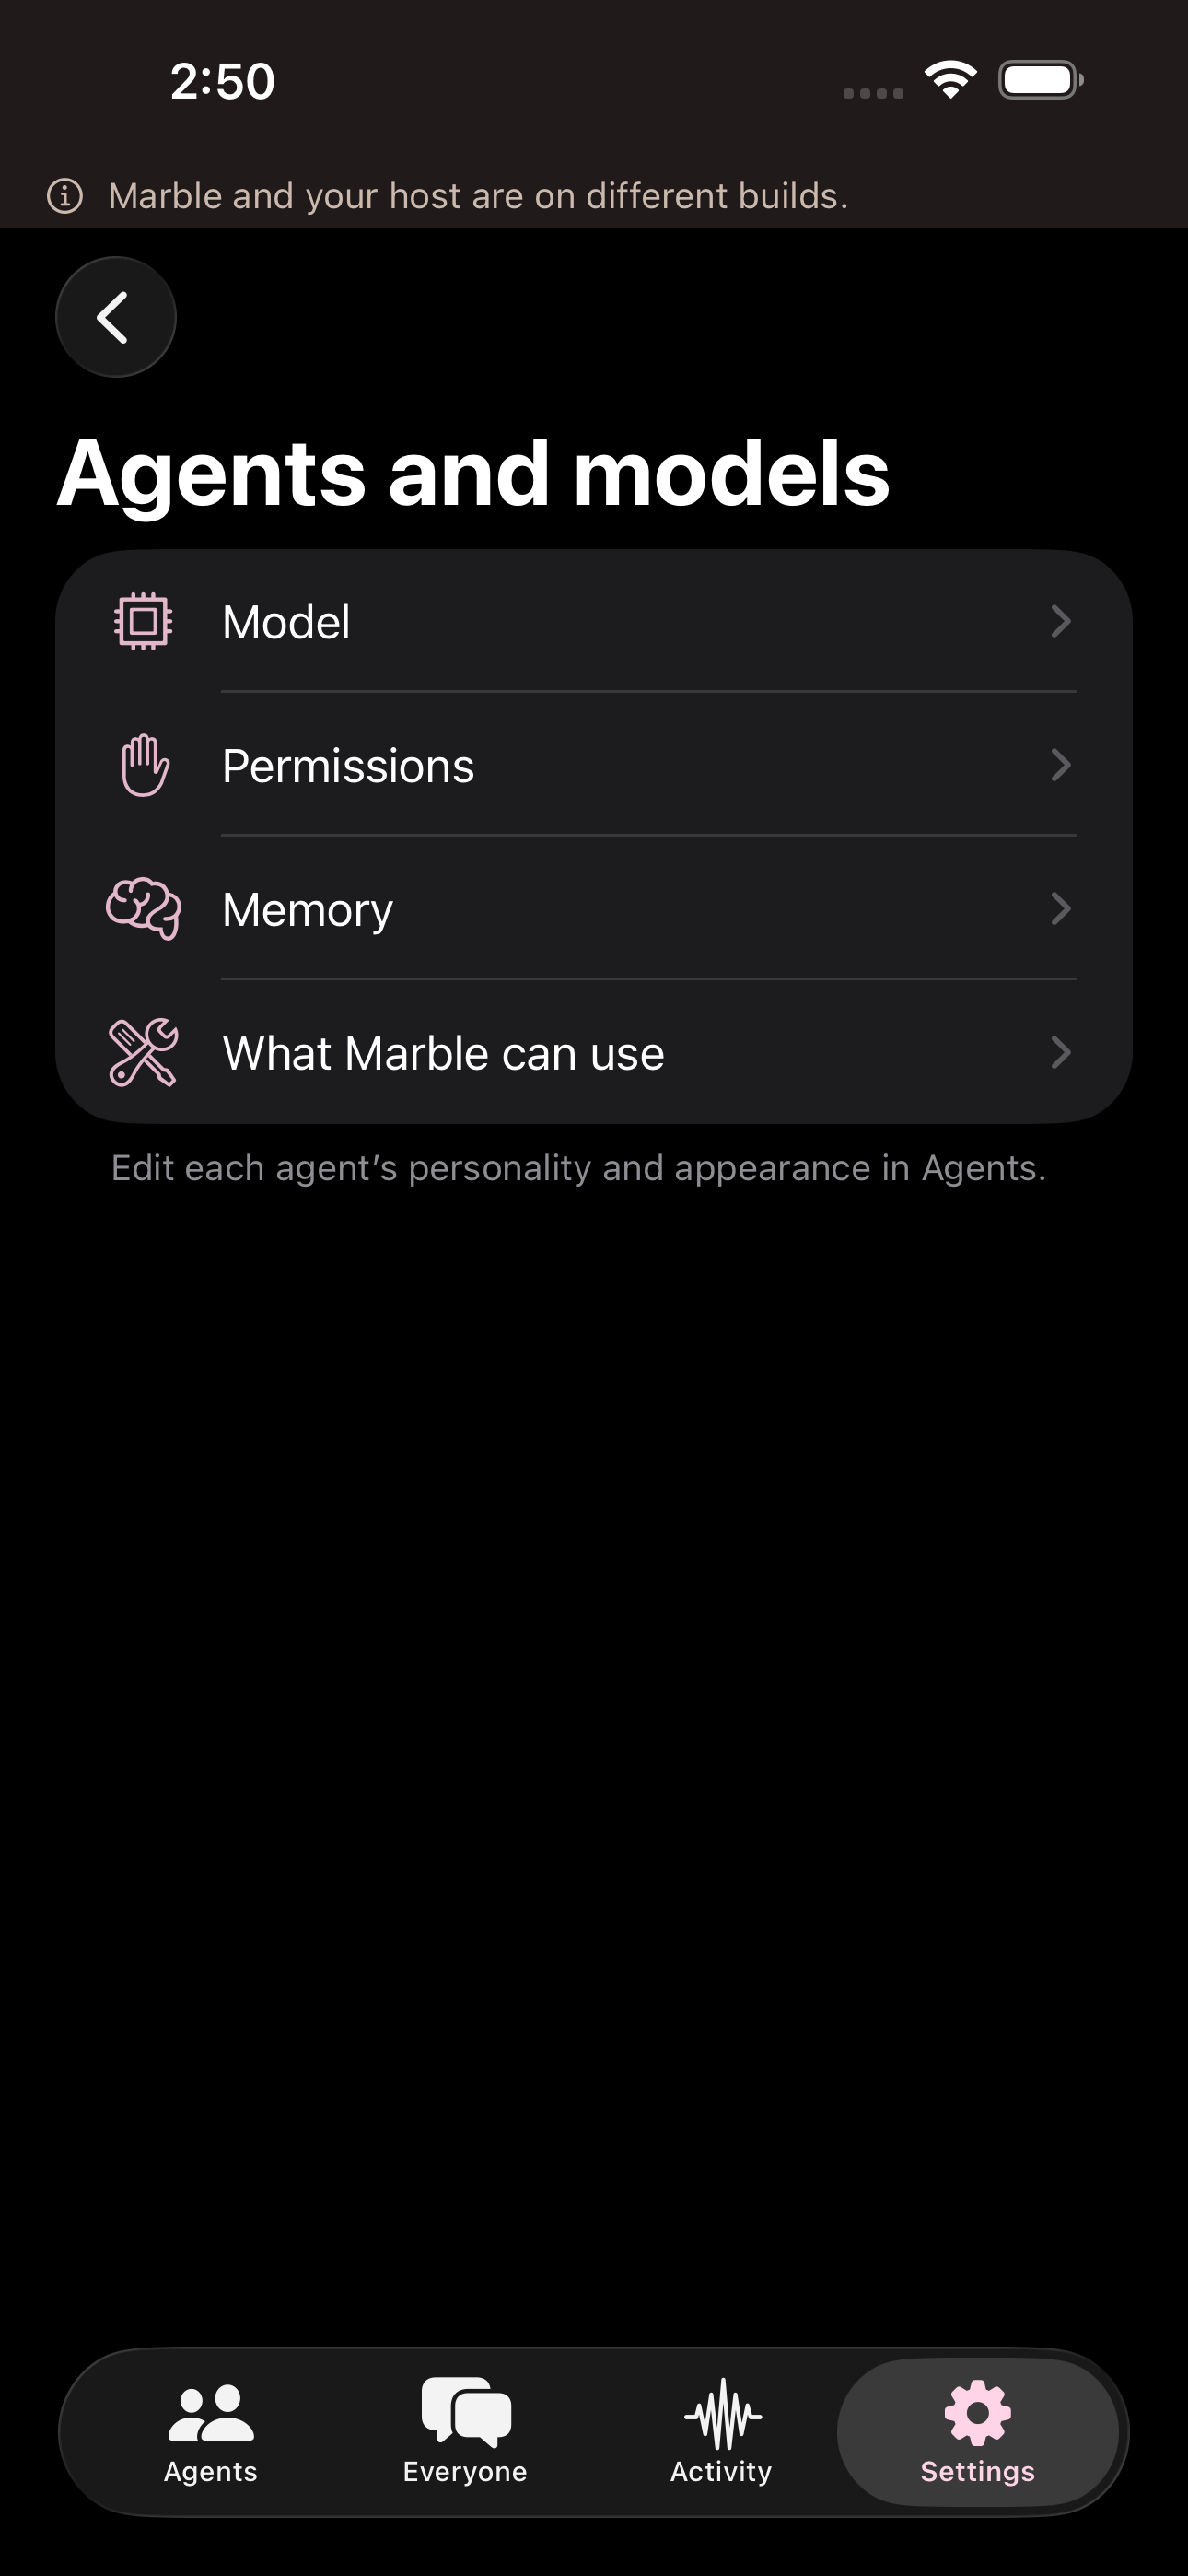 2:50
Marble and your host are on different builds.
Agents and models
Model
Permissions
Memory
What Marble can use
Edit each agent’s personality and appearance in Agents.
Agents
Everyone
Activity
Settings